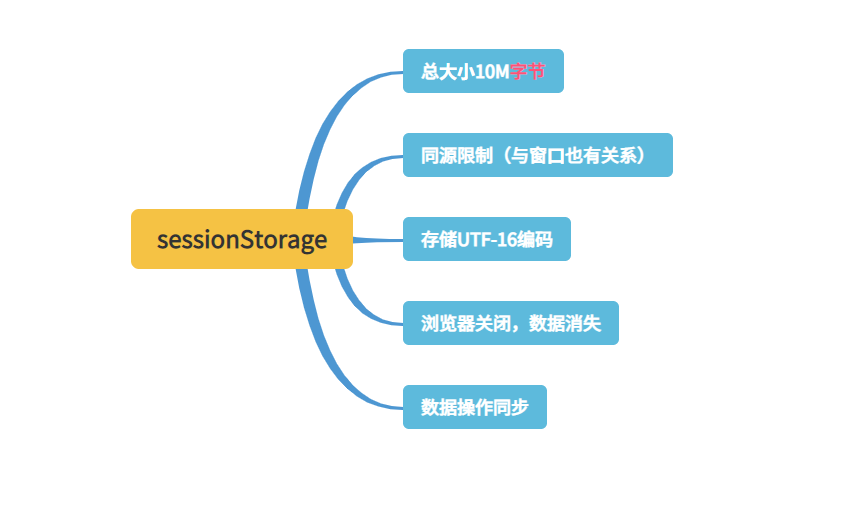 总大小10M字节
同源限制（与窗口也有关系）
sessionStorage
存储UTF-16编码
浏览器关闭，数据消失
数据操作同步